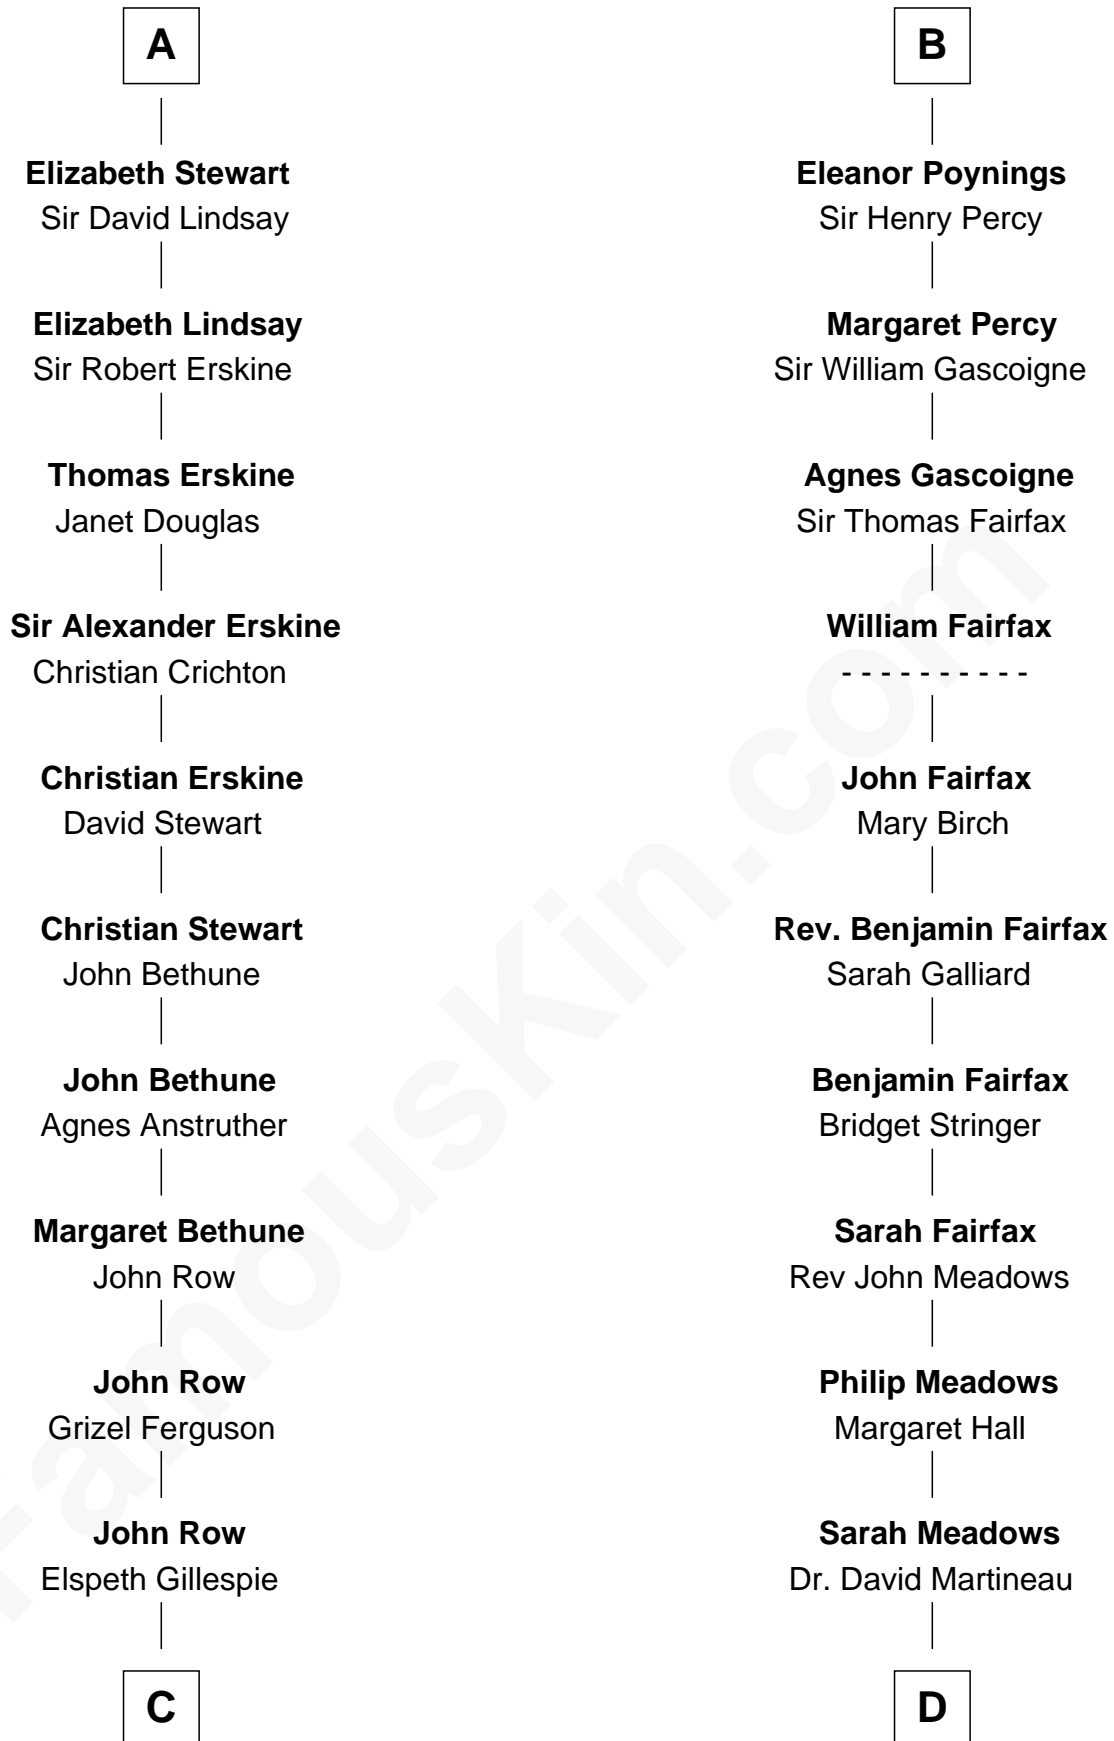 A
Elizabeth Stewart
Sir David Lindsay
Elizabeth Lindsay
Sir Robert Erskine
Thomas Erskine
Janet Douglas
Sir Alexander Erskine
Christian Crichton
Christian Erskine
David Stewart
Christian Stewart
John Bethune
John Bethune
Agnes Anstruther
Margaret Bethune
John Row
John Row
Grizel Ferguson
John Row
Elspeth Gillespie
C
B
Eleanor Poynings
Sir Henry Percy
Margaret Percy
Sir William Gascoigne
Agnes Gascoigne
Sir Thomas Fairfax
William Fairfax
- - - - - - - - - -
John Fairfax
Mary Birch
Rev. Benjamin Fairfax
Sarah Galliard
Benjamin Fairfax
Bridget Stringer
Sarah Fairfax
Rev John Meadows
Philip Meadows
Margaret Hall
Sarah Meadows
Dr. David Martineau
D
FamousKin.com